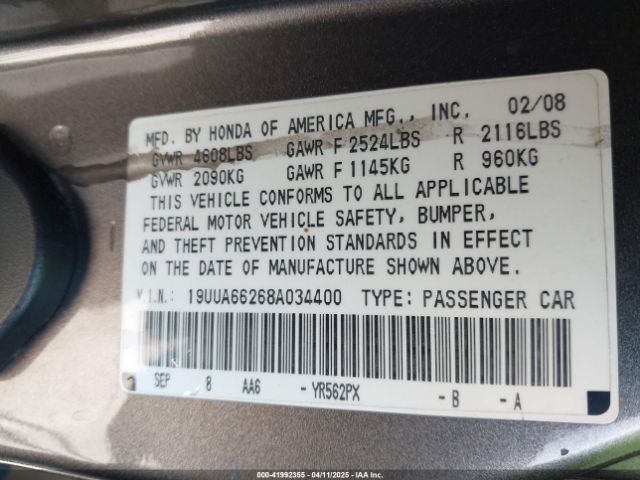 MFD. BY HONDA OF AMERICA MFG., INC. 02/08
GVWR 4608LBS GAWR F 2524LBS R 2116LBS
GVWR 2090KG GAWR F 1145KG R 960KG
THIS VEHICLE CONFORMS TO ALL APPLICABLE
FEDERAL MOTOR VEHICLE SAFETY, BUMPER,
AND THEFT PREVENTION STANDARDS IN EFFECT
ON THE DATE OF MANUFACTURE SHOWN ABOVE.
V.I.N.: 19UUA66268A034400 TYPE: PASSENGER CAR
SEP 8 AA6 - YR562PX - B - A
000-41992355 | 04/11/2025 | IAA Inc.